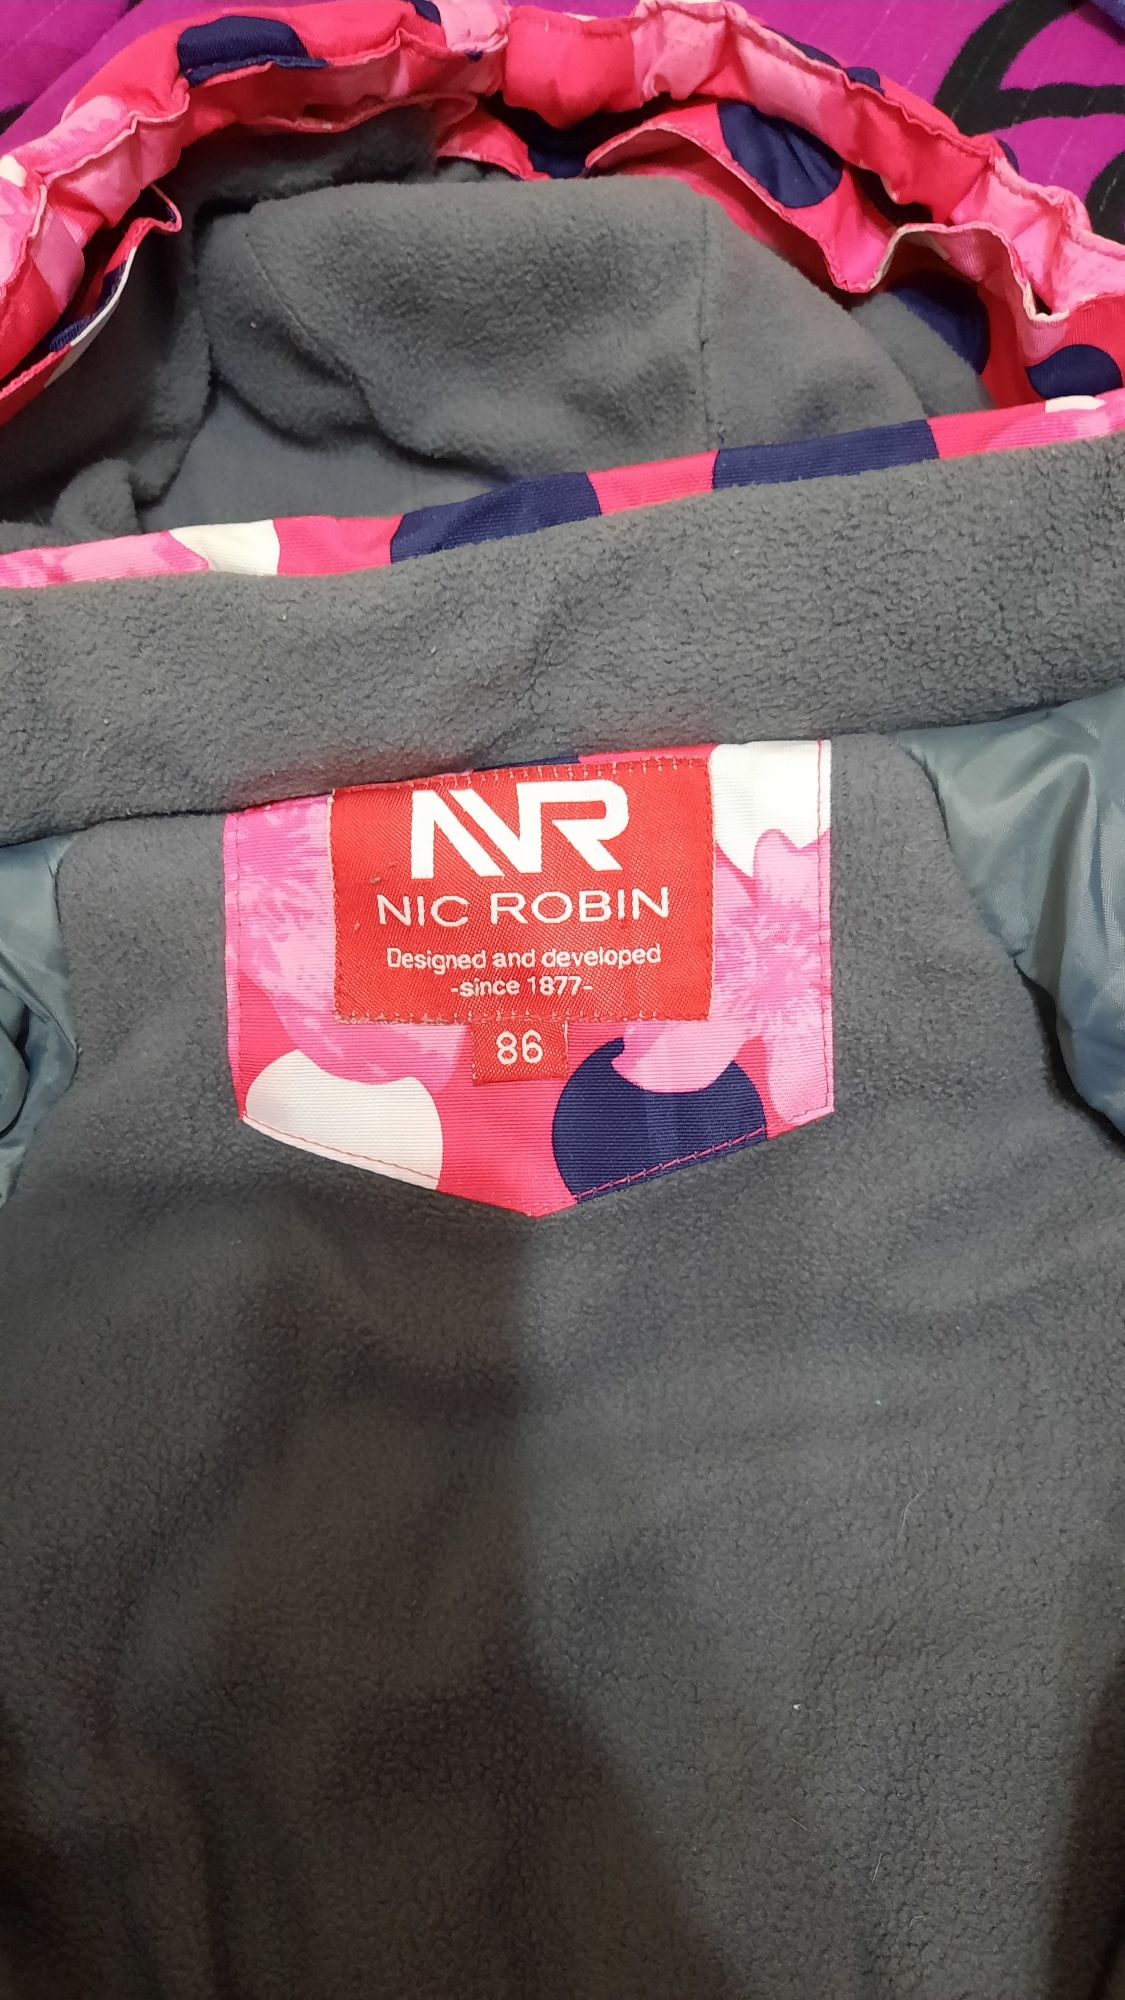 NR
NIC ROBIN
Designed and developed
-since 1877-
86